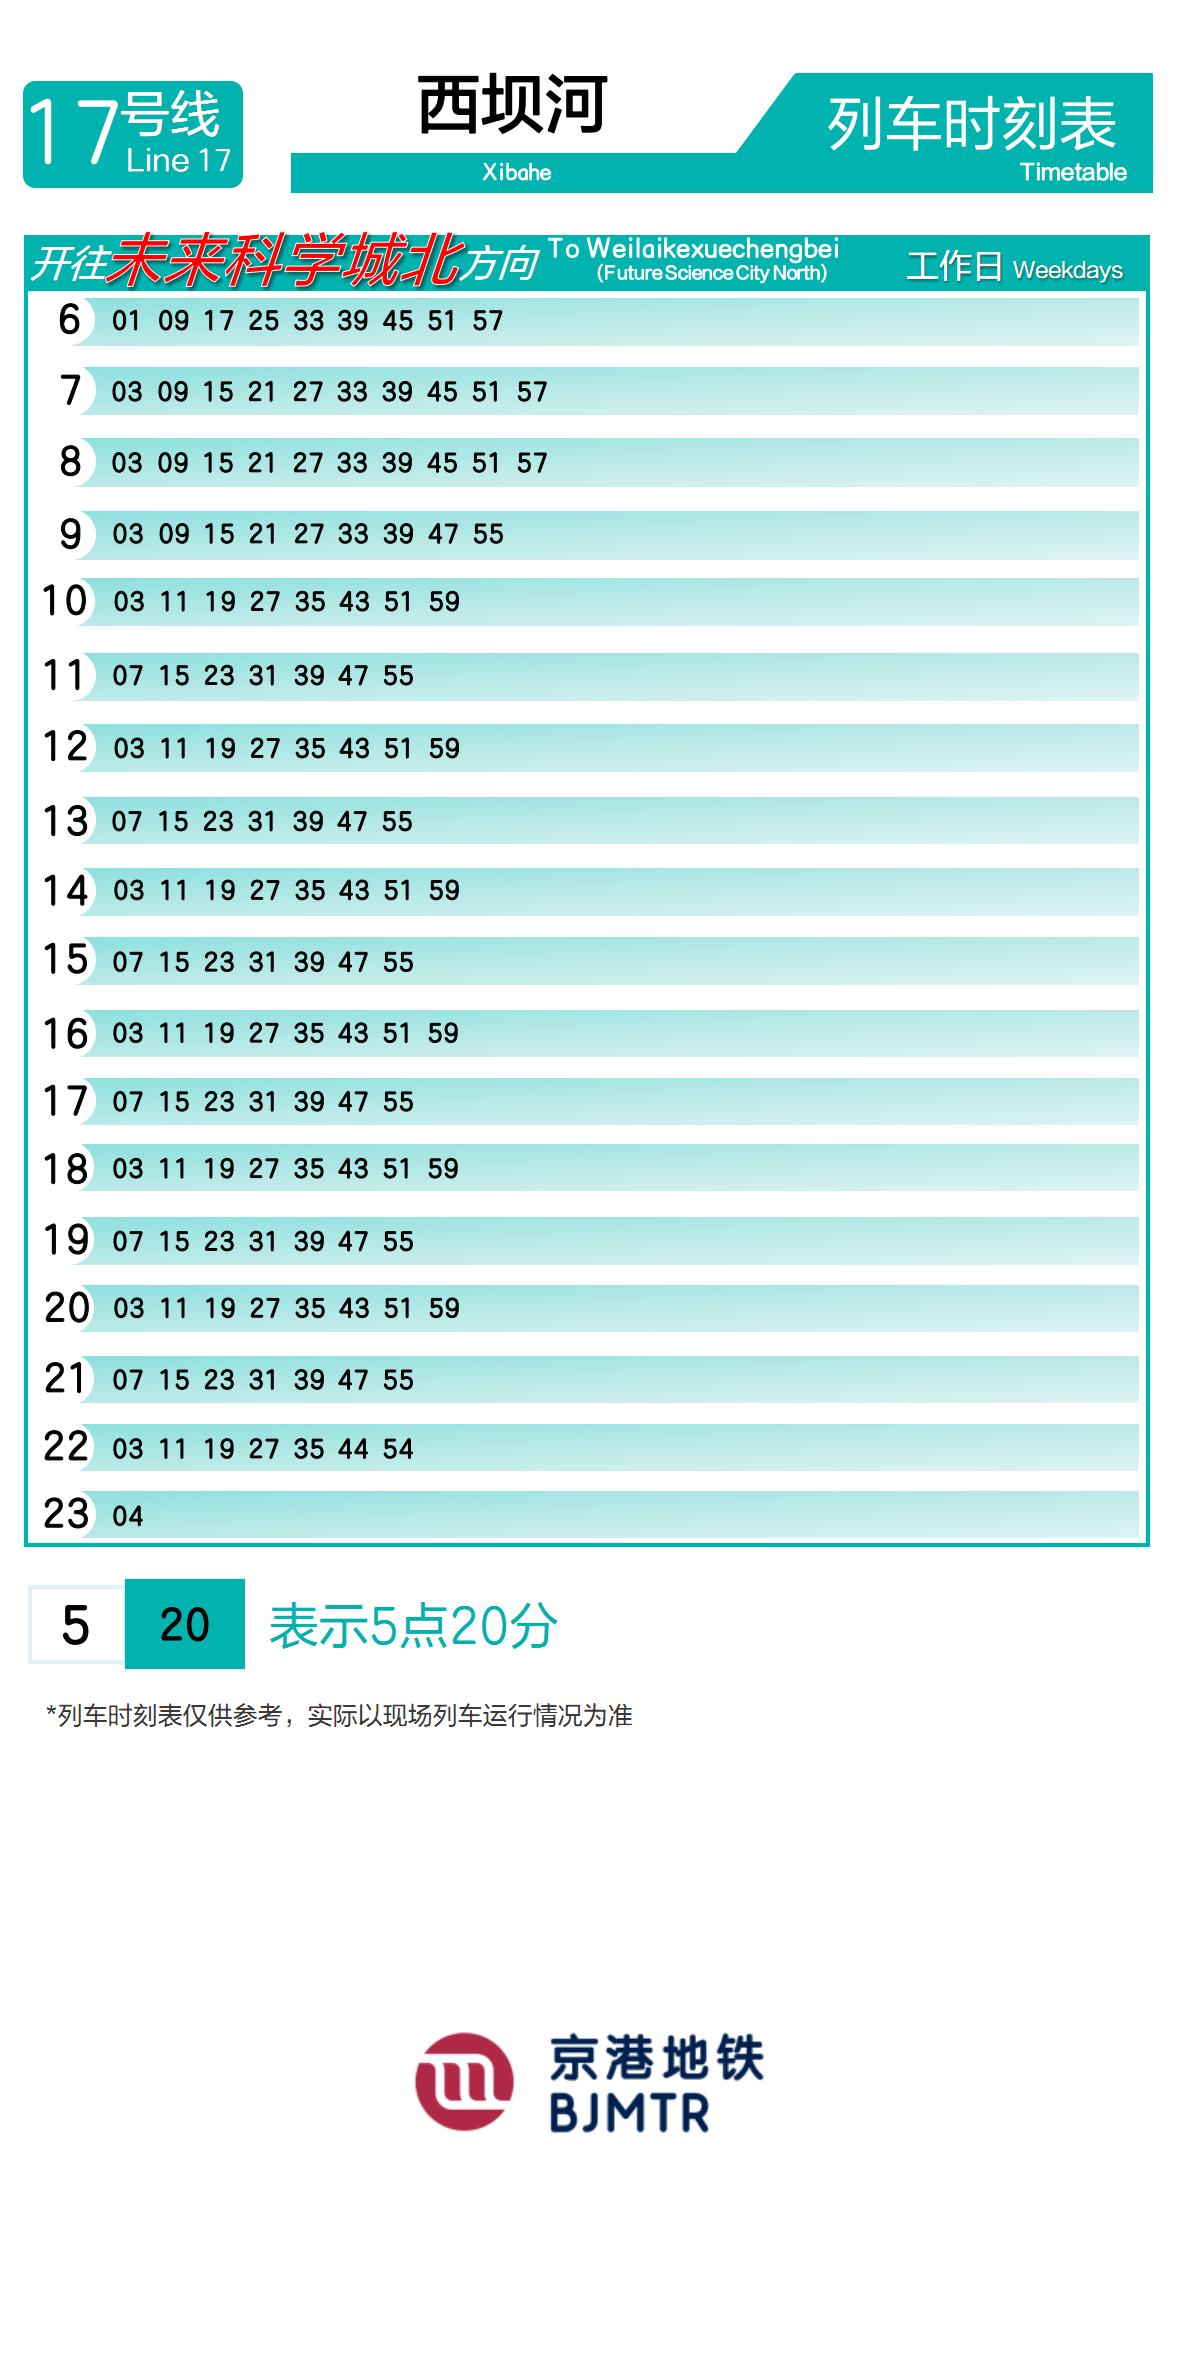 17号线
Line 17
西坝河
Xibahe
列车时刻表
Timetable
开往未来科学城北方向 To Weilaikexuechengbei
(Future Science City North)
工作日 Weekdays
6 01 09 17 25 33 39 45 51 57
7 03 09 15 21 27 33 39 45 51 57
8 03 09 15 21 27 33 39 45 51 57
9 03 09 15 21 27 33 39 47 55
10 03 11 19 27 35 43 51 59
11 07 15 23 31 39 47 55
12 03 11 19 27 35 43 51 59
13 07 15 23 31 39 47 55
14 03 11 19 27 35 43 51 59
15 07 15 23 31 39 47 55
16 03 11 19 27 35 43 51 59
17 07 15 23 31 39 47 55
18 03 11 19 27 35 43 51 59
19 07 15 23 31 39 47 55
20 03 11 19 27 35 43 51 59
21 07 15 23 31 39 47 55
22 03 11 19 27 35 44 54
23 04
5 20 表示5点20分
*列车时刻表仅供参考，实际以现场列车运行情况为准
京港地铁
BJMTR